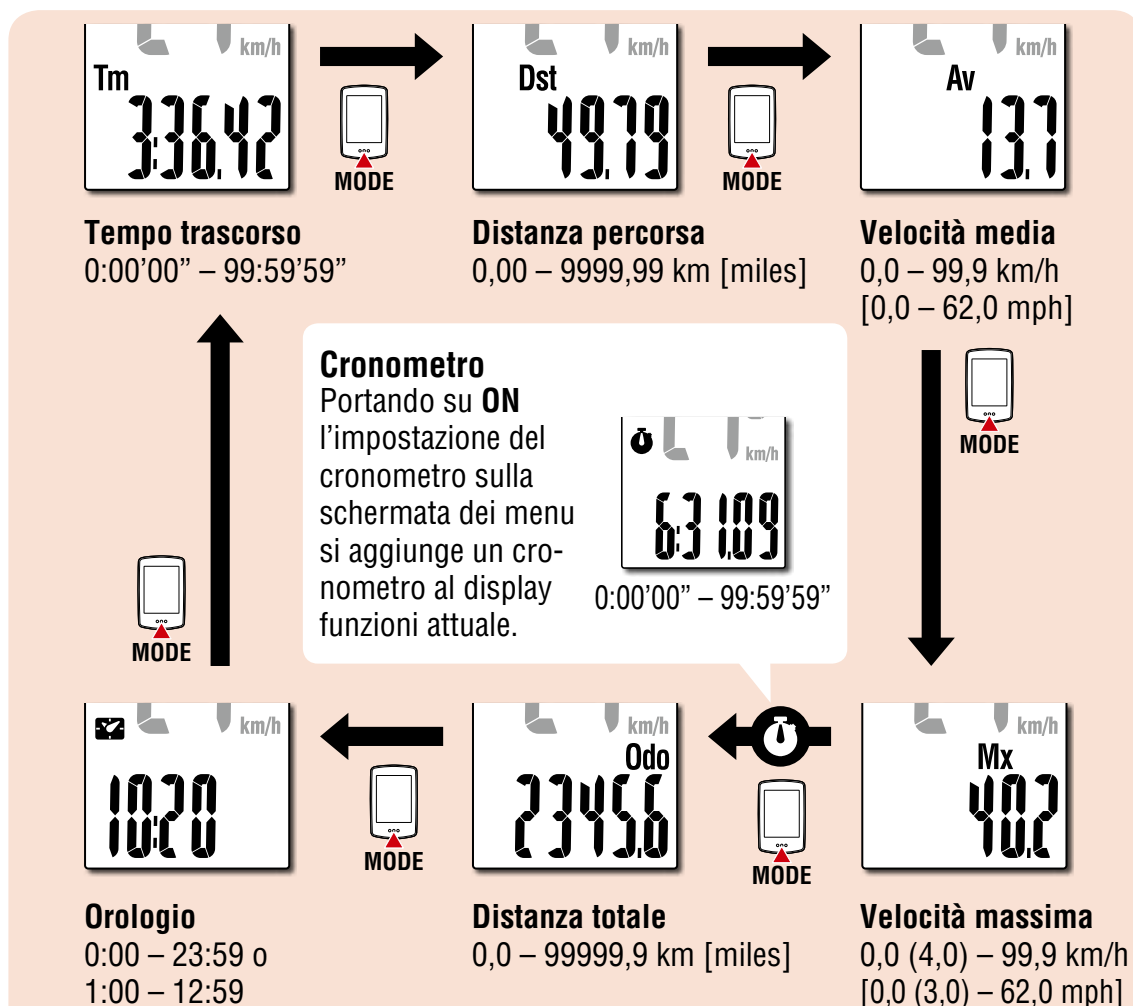 km/h
Tm
3:36.42
MODE
km/h
Dst
49.79
MODE
km/h
Av
13.7
Tempo trascorso
0:00’00” – 99:59’59”
Distanza percorsa
0,00 – 9999,99 km [miles]
Velocità media
0,0 – 99,9 km/h
[0,0 – 62,0 mph]
MODE
Cronometro
Portando su ON
l’impostazione del
cronometro sulla
schermata dei menu
si aggiunge un cro-
nometro al display
funzioni attuale.
km/h
6:31.09
0:00’00” – 99:59’59”
MODE
km/h
10:20
MODE
km/h
Odo
2345.6
MODE
km/h
Mx
40.2
Orologio
0:00 – 23:59 o
1:00 – 12:59
Distanza totale
0,0 – 99999,9 km [miles]
Velocità massima
0,0 (4,0) – 99,9 km/h
[0,0 (3,0) – 62,0 mph]